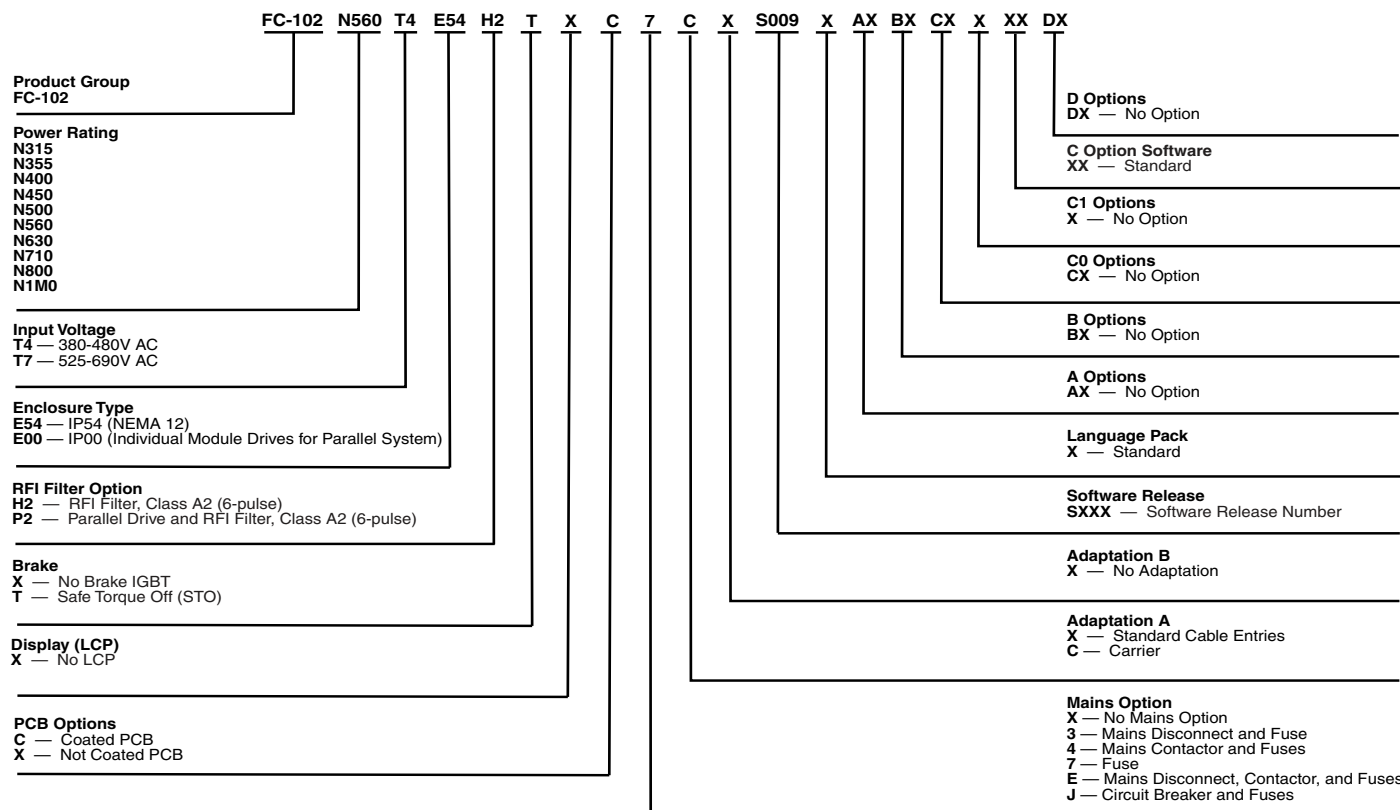 FC-102 N560 T4 E54 H2 T X C 7 C X S009 X AX BX CX X XX DX
Product Group
FC-102
Power Rating
N315
N355
N400
N450
N500
N560
N630
N710
N800
N1M0
Input Voltage
T4 — 380-480V AC
T7 — 525-690V AC
Enclosure Type
E54 — IP54 (NEMA 12)
E00 — IP00 (Individual Module Drives for Parallel System)
RFI Filter Option
H2 — RFI Filter, Class A2 (6-pulse)
P2 — Parallel Drive and RFI Filter, Class A2 (6-pulse)
Brake
X — No Brake IGBT
T — Safe Torque Off (STO)
Display (LCP)
X — No LCP
PCB Options
C — Coated PCB
X — Not Coated PCB
D Options
DX — No Option
C Option Software
XX — Standard
C1 Options
X — No Option
C0 Options
CX — No Option
B Options
BX — No Option
A Options
AX — No Option
Language Pack
X — Standard
Software Release
SXXX — Software Release Number
Adaptation B
X — No Adaptation
Adaptation A
X — Standard Cable Entries
C — Carrier
Mains Option
X — No Mains Option
3 — Mains Disconnect and Fuse
4 — Mains Contactor and Fuses
7 — Fuse
E — Mains Disconnect, Contactor, and Fuses
J — Circuit Breaker and Fuses